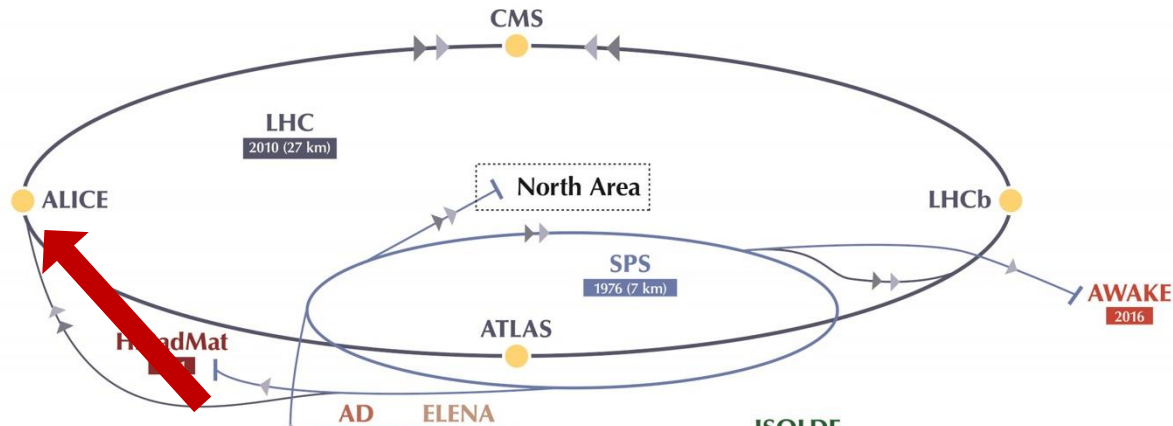 CMS
LHC
2010 (27 km)
North Area
ALICE
LHCb
SPS
1976 (7 km)
AWAKE
2016
ATLAS
AD
ELENA